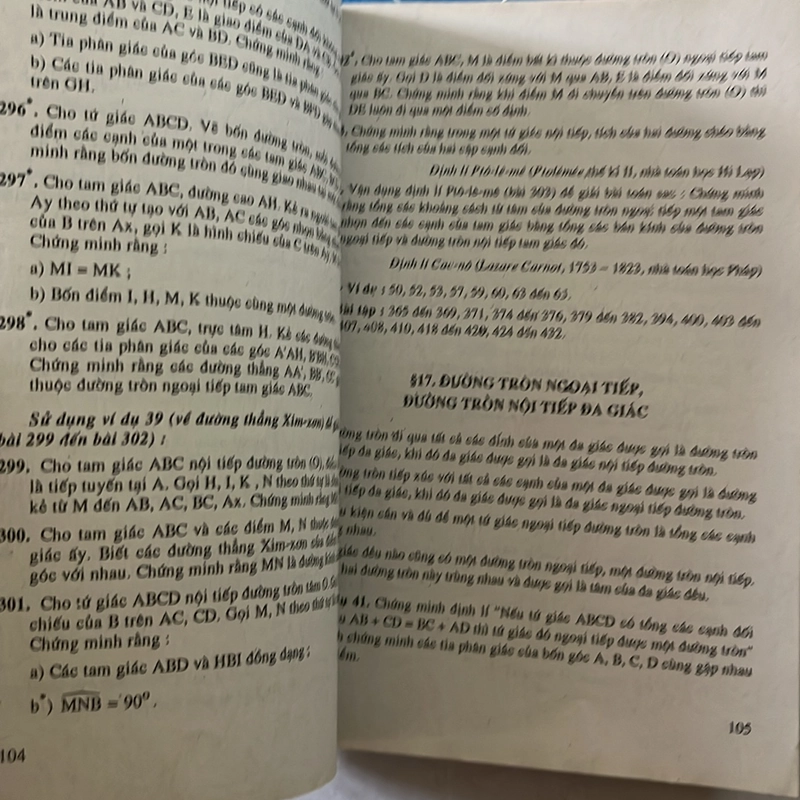 AB và CD, E là giao điểm của DA và
là trung điểm của AC và BD. Chứng minh rằng
a) Tia phân giác của góc BED cũng là tia phân giác
b) Các tia phân giác của các góc BED và BFD
trên GH.
296*. Cho tứ giác ABCD. Vẽ bốn đường tròn,
điểm các cạnh của một trong các tam giác ABC,
minh rằng bốn đường tròn đó cùng giao nhau tại
297*. Cho tam giác ABC, đường cao AH. Kẻ ra ngoài
Ay theo thứ tự tạo với AB, AC các góc nhọn bằng
của B trên Ax, gọi K là hình chiếu của C trên
Chứng minh rằng :
a) MI = MK ;
b) Bốn điểm I, H, M, K thuộc cùng một đường tròn.
298*. Cho tam giác ABC, trực tâm H. Kẻ các đường
cho các tia phân giác của các góc A'AH, B'BH,
Chứng minh rằng các đường thẳng AA', BB',
thuộc đường tròn ngoại tiếp tam giác ABC.
Sử dụng ví dụ 39 (về đường thẳng Xim-xơn) để
bài 299 đến bài 302) :
299. Cho tam giác ABC nội tiếp đường tròn (O),
là tiếp tuyến tại A. Gọi H, I, K, N theo thứ tự là
kẻ từ M đến AB, AC, BC, Ax. Chứng minh rằng
300. Cho tam giác ABC và các điểm M, N thuộc
giác ấy. Biết các đường thẳng Xim-xơn của
góc với nhau. Chứng minh rằng MN là đường
301. Cho tứ giác ABCD nội tiếp đường tròn tâm O.
chiếu của B trên AC, CD. Gọi M, N theo thứ tự là
Chứng minh rằng :
a) Các tam giác ABD và HBI đồng dạng ;
b*) MNB = 90°.
104
Cho tam giác ABC, M là điểm bất kì thuộc đường tròn (O) ngoại tiếp tam
giác ấy. Gọi D là điểm đối xứng với M qua AB, E là điểm đối xứng với M
qua BC. Chứng minh rằng khi điểm M di chuyển trên đường tròn (O) thì
DE luôn đi qua một điểm cố định.
Chứng minh rằng trong một tứ giác nội tiếp, tích của hai đường chéo bằng
tổng các tích của hai cặp cạnh đối.
Định lí Ptô-lê-mê (Ptolémée, thế kỉ II, nhà toán học Hi Lạp)
Vận dụng định lí Ptô-lê-mê (bài 303) để giải bài toán sau : Chứng minh
rằng tổng các khoảng cách từ tâm của đường tròn ngoại tiếp một tam giác
nhọn đến các cạnh của tam giác bằng tổng các bán kính của đường tròn
ngoại tiếp và đường tròn nội tiếp tam giác đó.
Định lí Cac-nô (Lazare Carnot, 1753 – 1823, nhà toán học Pháp)
Ví dụ : 50, 52, 53, 57, 59, 60, 63 đến 65.
bài tập : 365 đến 369, 371, 374 đến 376, 379 đến 382, 394, 400, 403 đến
407, 408, 410, 418 đến 420, 424 đến 432.
§17. ĐƯỜNG TRÒN NGOẠI TIẾP,
ĐƯỜNG TRÒN NỘI TIẾP ĐA GIÁC
đường tròn đi qua tất cả các đỉnh của một đa giác được gọi là đường tròn
tiếp đa giác, khi đó đa giác được gọi là đa giác nội tiếp đường tròn.
đường tròn tiếp xúc với tất cả các cạnh của một đa giác được gọi là đường
tiếp đa giác, khi đó đa giác được gọi là đa giác ngoại tiếp đường tròn.
kiện cần và đủ để một tứ giác ngoại tiếp đường tròn là tổng các cạnh
nhau.
giác đều nào cũng có một đường tròn ngoại tiếp, một đường tròn nội tiếp.
hai đường tròn này trùng nhau và được gọi là tâm của đa giác đều.
41. Chứng minh định lí "Nếu tứ giác ABCD có tổng các cạnh đối
AB + CD = BC + AD thì tứ giác đó ngoại tiếp được một đường tròn"
chứng minh các tia phân giác của bốn góc A, B, C, D cùng gặp nhau
điểm.
105